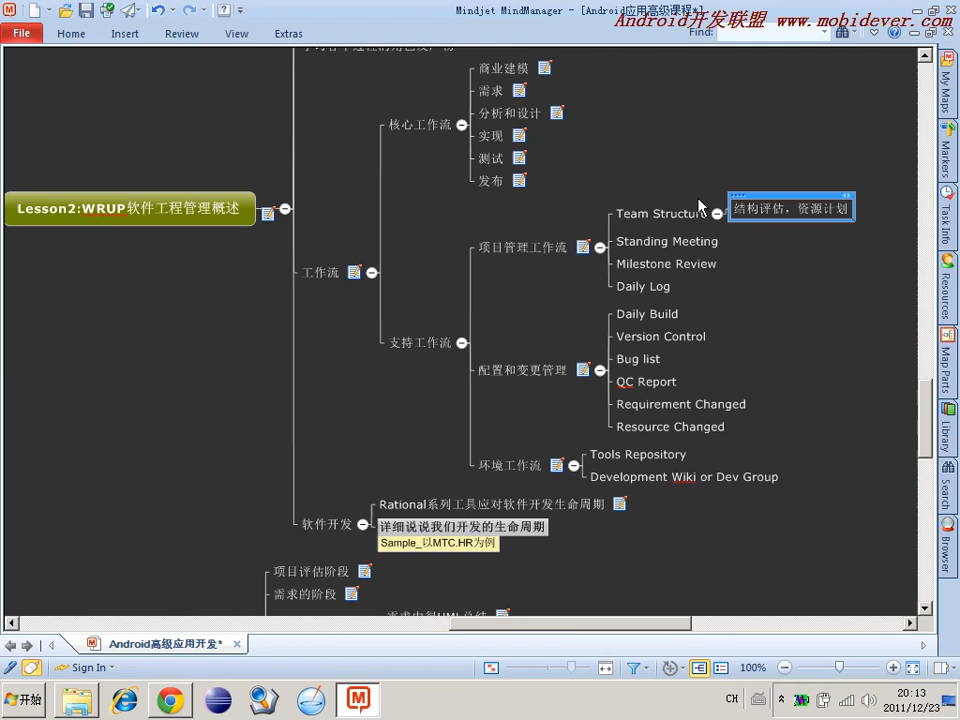 Mindjet MindManager - [Android应用高级课程*]
Android开发联盟 www.mobidever.com
File
Home
Insert
Review
View
Extras
Find:
商业建模
需求
核心工作流
分析和设计
实现
测试
发布
Lesson2:WRUP软件工程管理概述
Team Structure
结构评估，资源计划
项目管理工作流
Standing Meeting
Milestone Review
工作流
Daily Log
Daily Build
Version Control
支持工作流
Bug list
配置和变更管理
QC Report
Requirement Changed
Resource Changed
环境工作流
Tools Repository
Development Wiki or Dev Group
Rational系列工具应对软件开发生命周期
软件开发
详细说说我们开发的生命周期
Sample_以MTC.HR为例
项目评估阶段
需求的阶段
My Maps
Markers
Task Info
Resources
Map Parts
Library
Search
Browser
Android高级应用开发*
Sign In
100%
开始
CH
20:13
2011/12/23